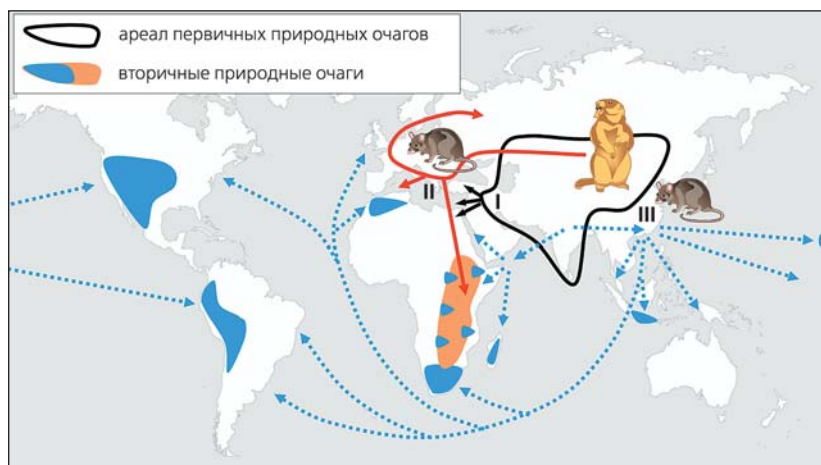 ареал первичных природных очагов
вторичные природные очаги
II
I
III